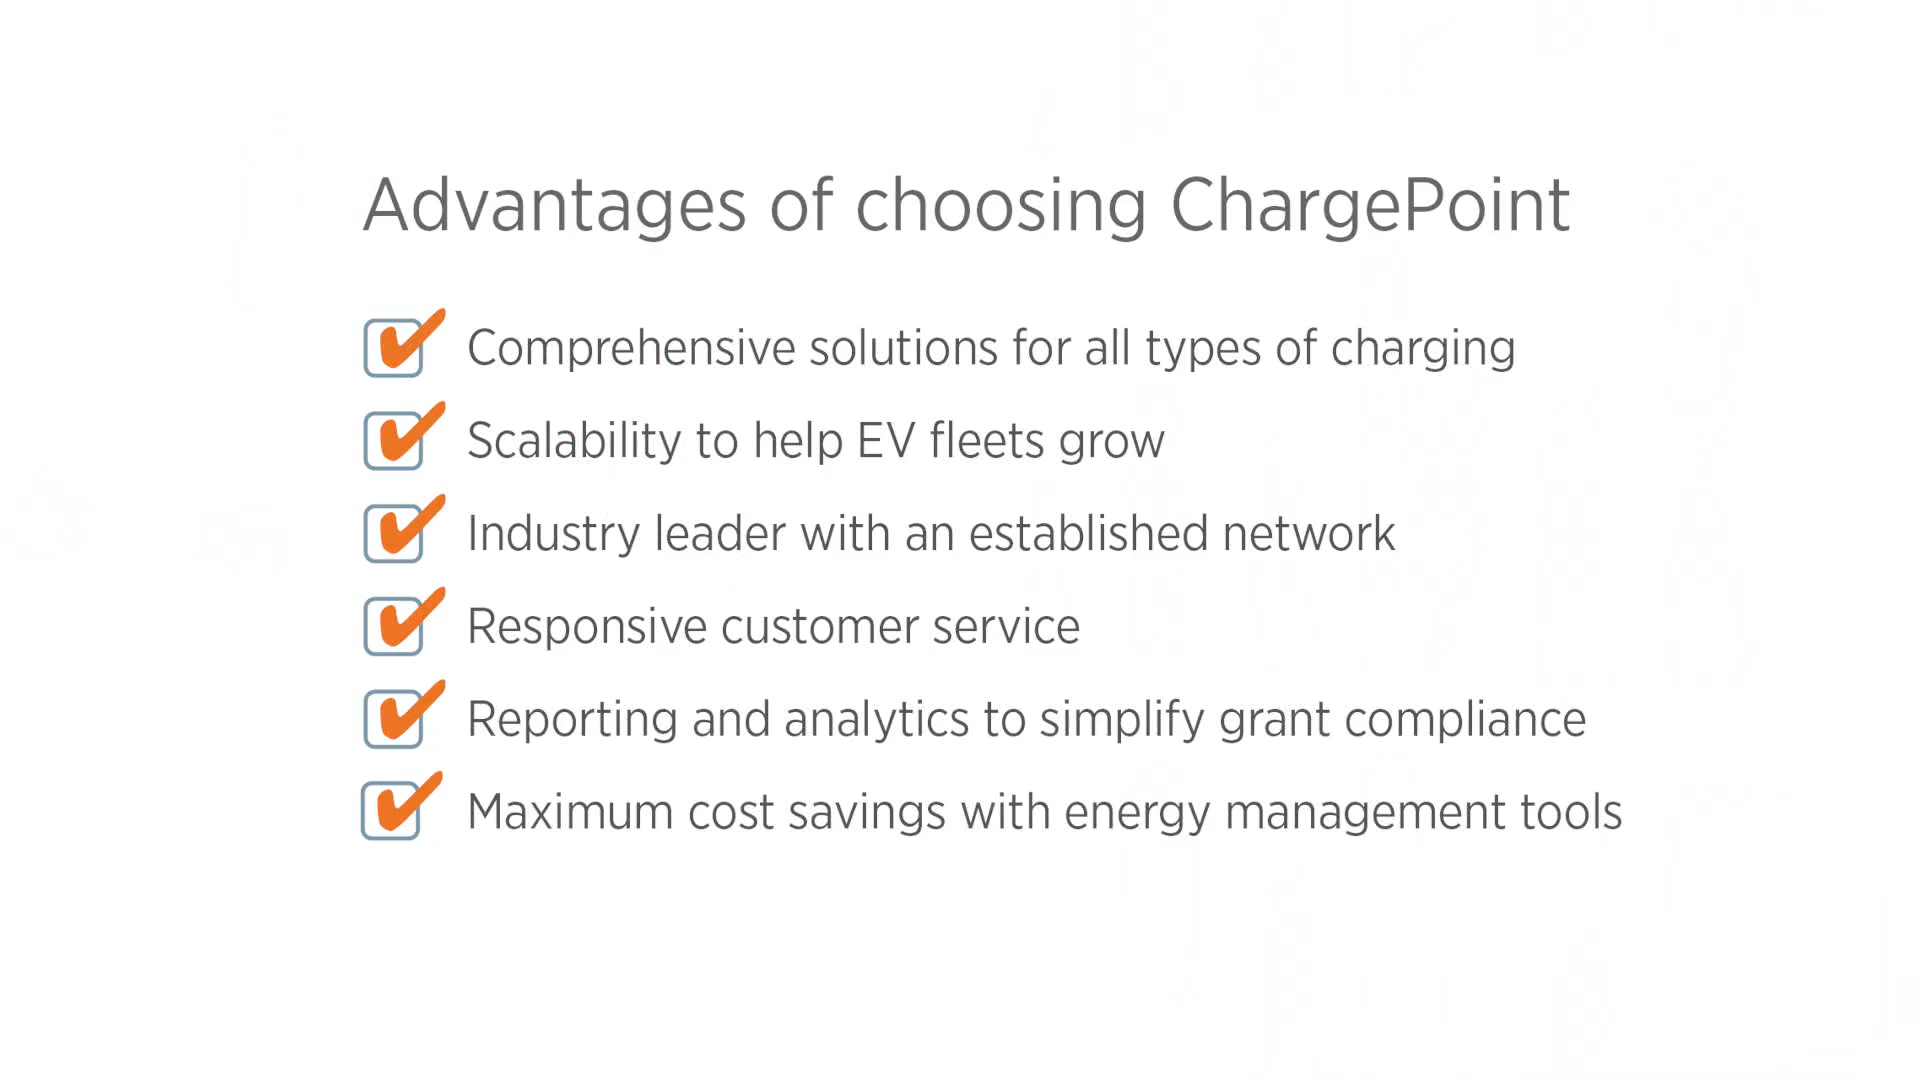 Advantages of choosing ChargePoint
Comprehensive solutions for all types of charging
Scalability to help EV fleets grow
Industry leader with an established network
Responsive customer service
Reporting and analytics to simplify grant compliance
Maximum cost savings with energy management tools